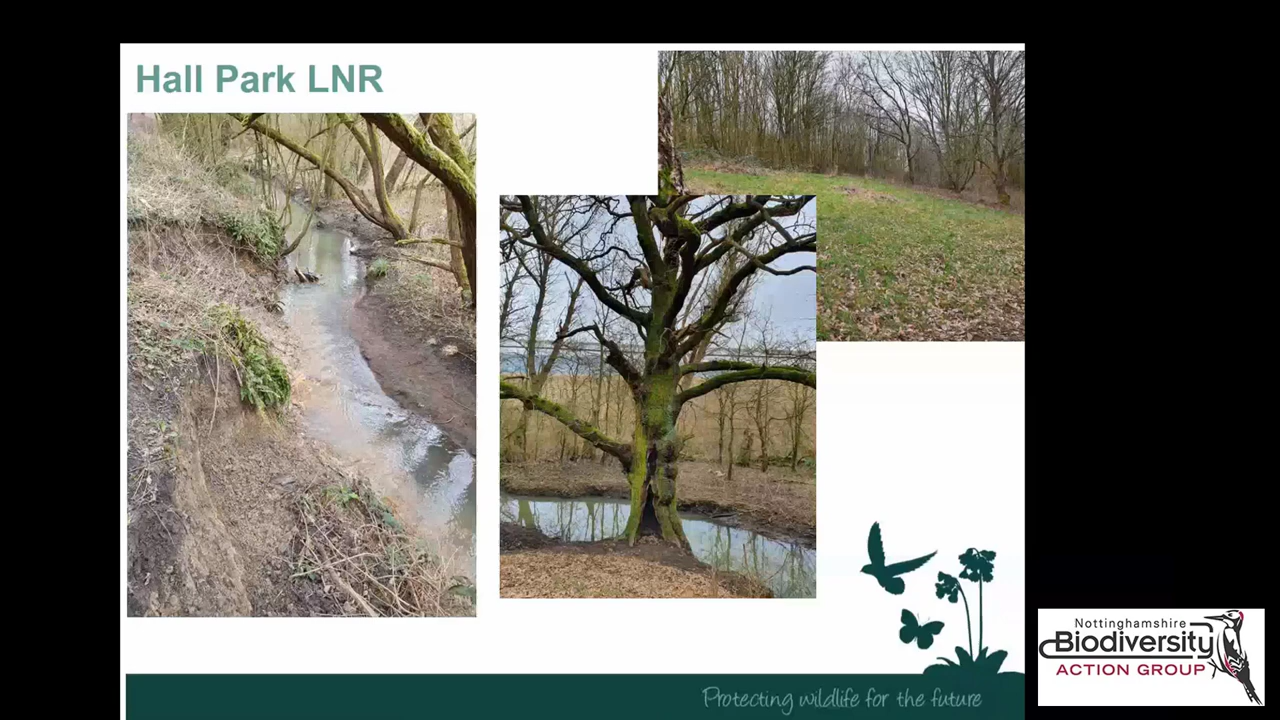 Hall Park LNR
Protecting wildlife for the future
Nottinghamshire
Biodiversity
ACTION GROUP